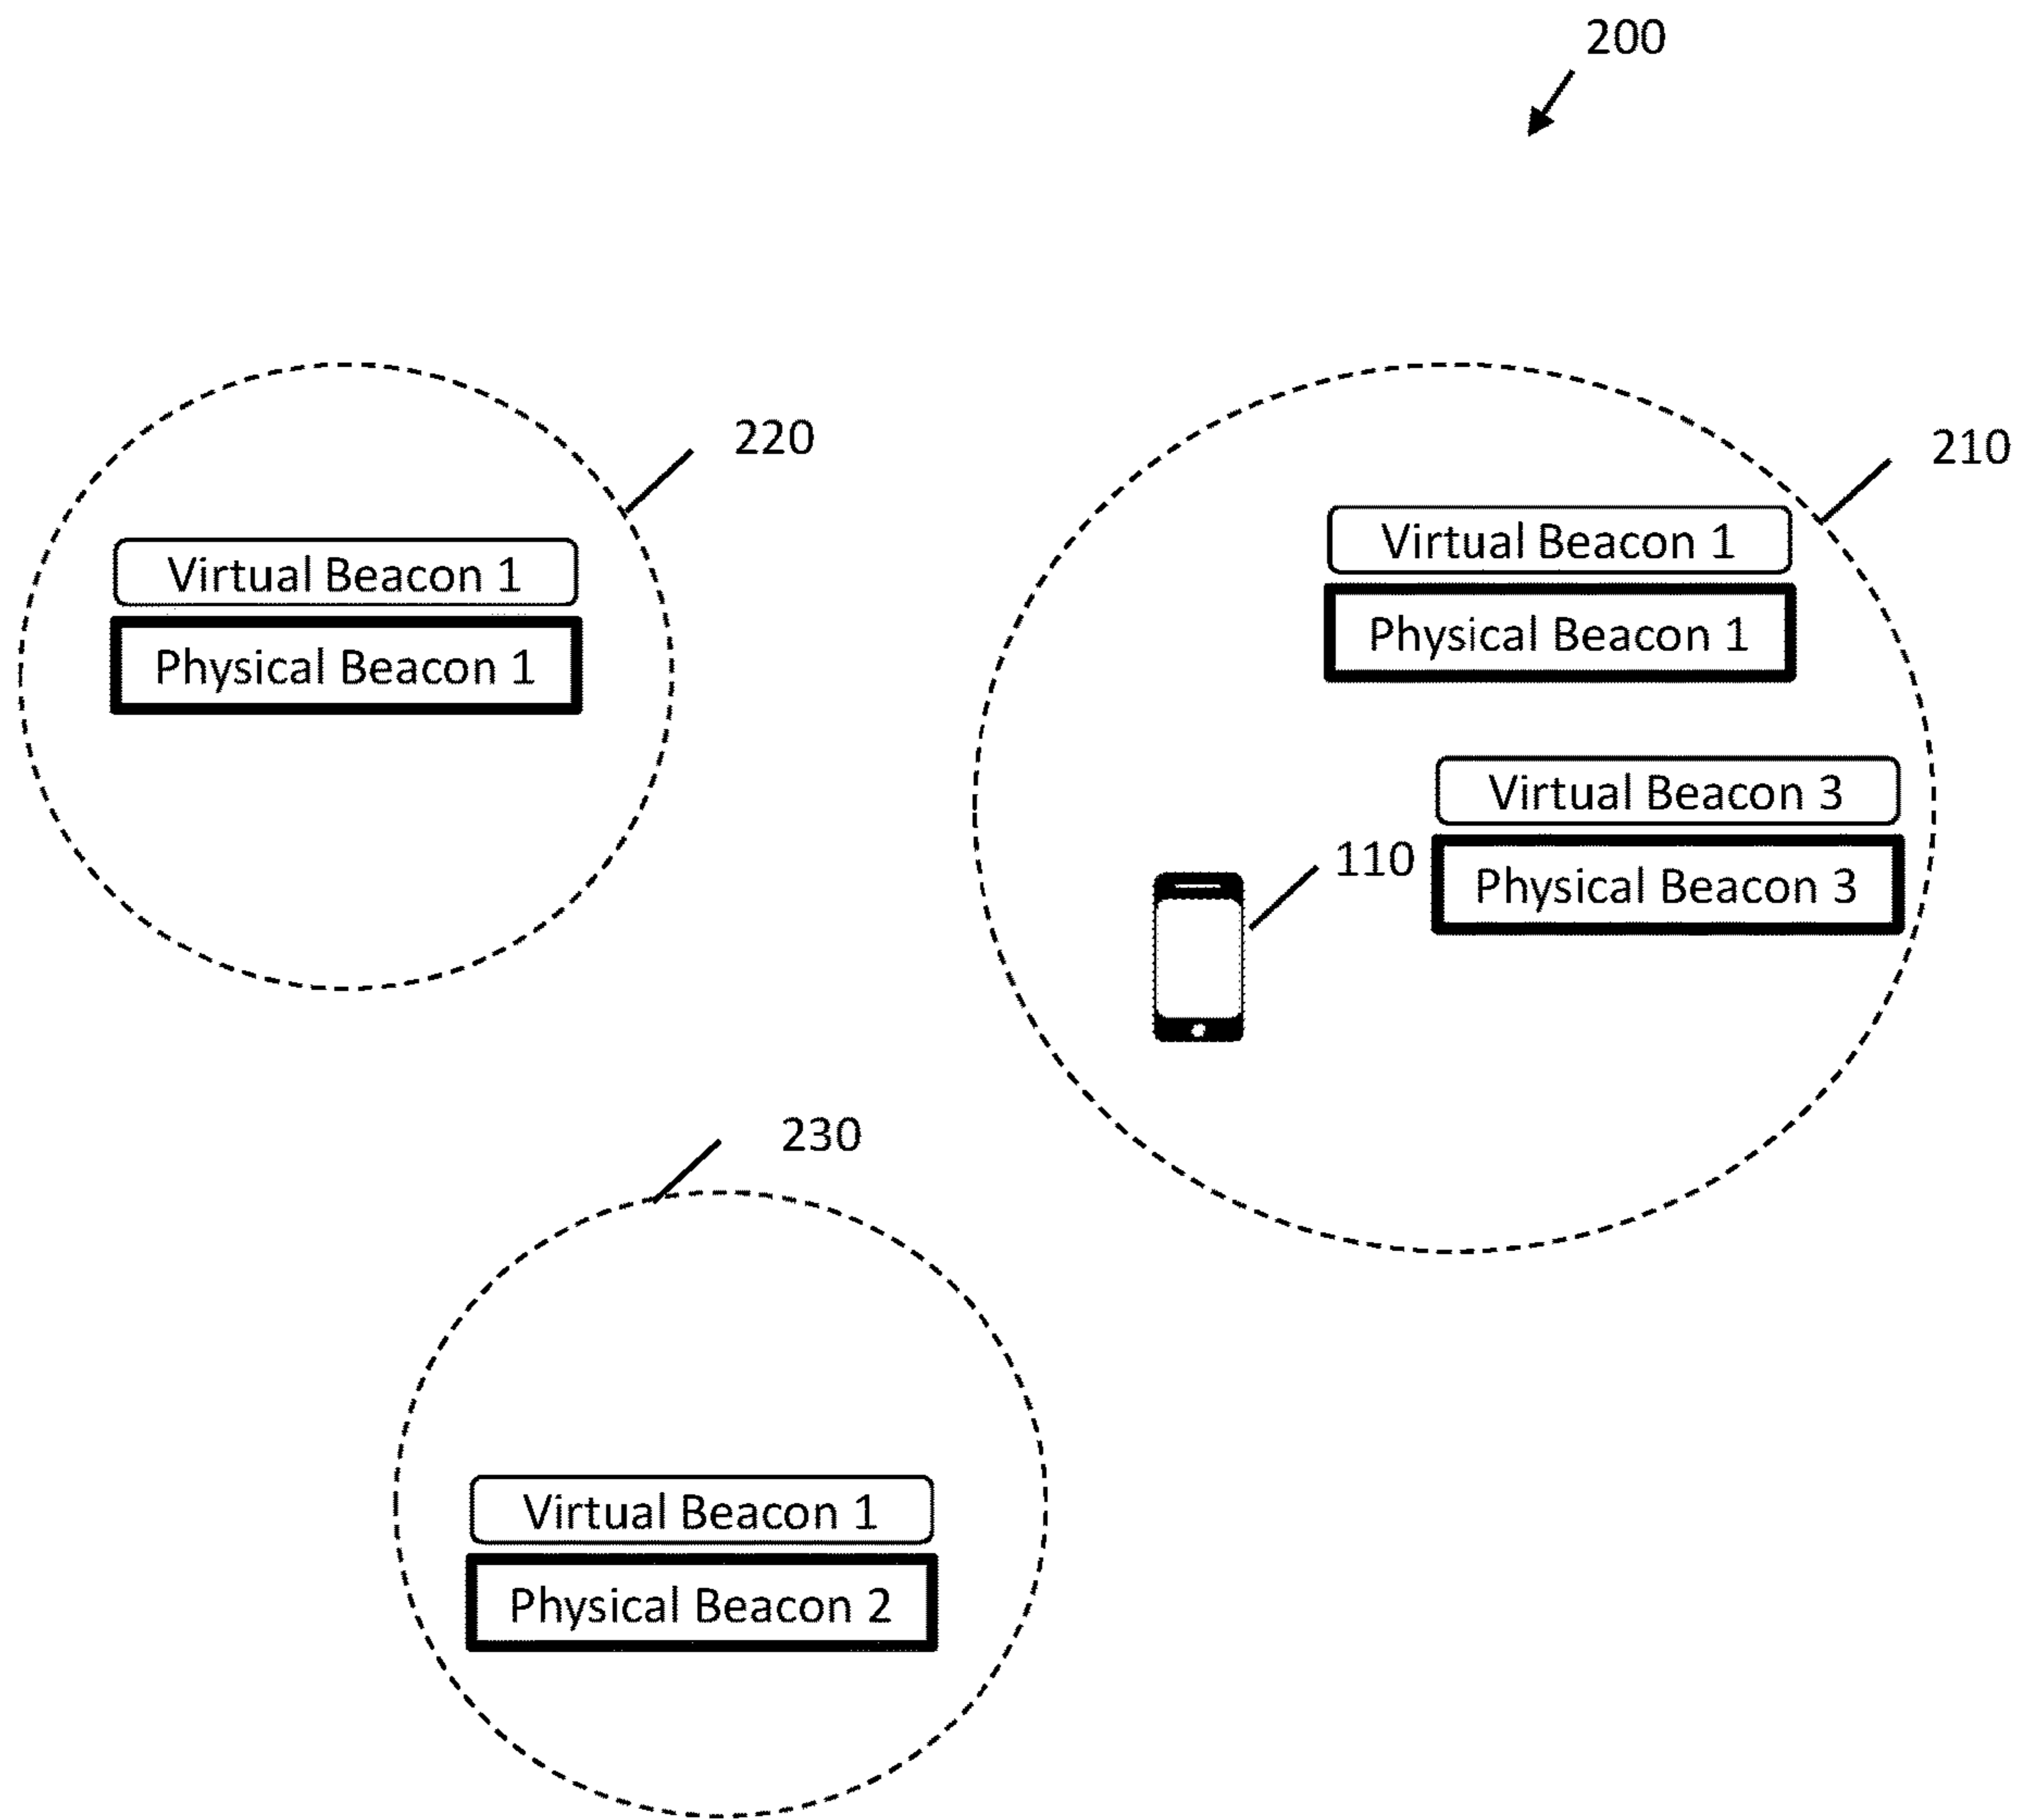 200
220
210
Virtual Beacon 1
Physical Beacon 1
Virtual Beacon 1
Physical Beacon 1
Virtual Beacon 3
Physical Beacon 3
110
230
Virtual Beacon 1
Physical Beacon 2